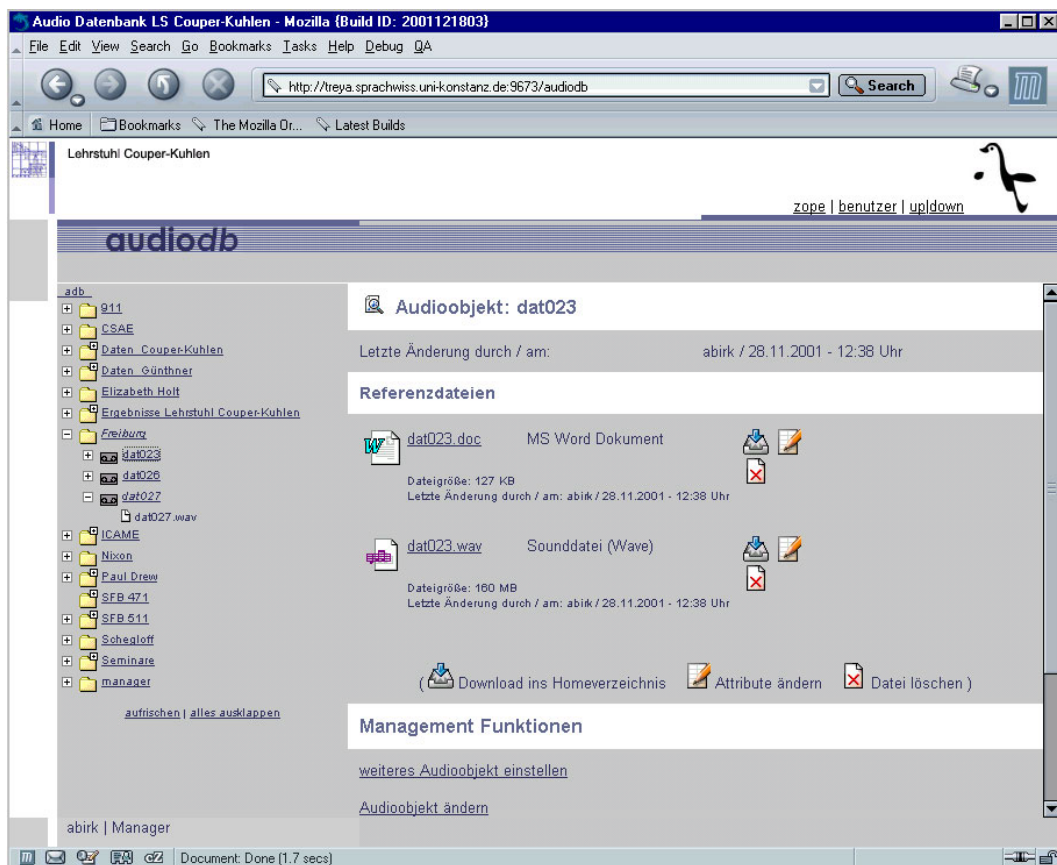 Audio Datenbank LS Couper-Kuhlen - Mozilla {Build ID: 2001121803}
File Edit View Search Go Bookmarks Tasks Help Debug QA
http://treya.sprachwiss.uni-konstanz.de:9673/audiodb Search
Home Bookmarks The Mozilla Or... Latest Builds
Lehrstuhl Couper-Kuhlen
zope | benutzer | up|down
audiodb
adb
911
CSAE
Daten Couper-Kuhlen
Daten Günthner
Elizabeth Holt
Ergebnisse Lehrstuhl Couper-Kuhlen
Freiburg
dat023
dat026
dat027
dat027.wav
ICAME
Nixon
Paul Drew
SFB 471
SFB 511
Schegloff
Seminare
manager
aufrischen | alles ausklappen
abirk | Manager
Audioobjekt: dat023
Letzte Änderung durch / am: abirk / 28.11.2001 - 12:38 Uhr
Referenzdateien
dat023.doc MS Word Dokument
Dateigröße: 127 KB
Letzte Änderung durch / am: abirk / 28.11.2001 - 12:38 Uhr
dat023.wav Sounddatei (Wave)
Dateigröße: 160 MB
Letzte Änderung durch / am: abirk / 28.11.2001 - 12:38 Uhr
( Download ins Homeverzeichnis Attribute ändern Datei löschen )
Management Funktionen
weiteres Audioobjekt einstellen
Audioobjekt ändern
Document: Done (1.7 secs)